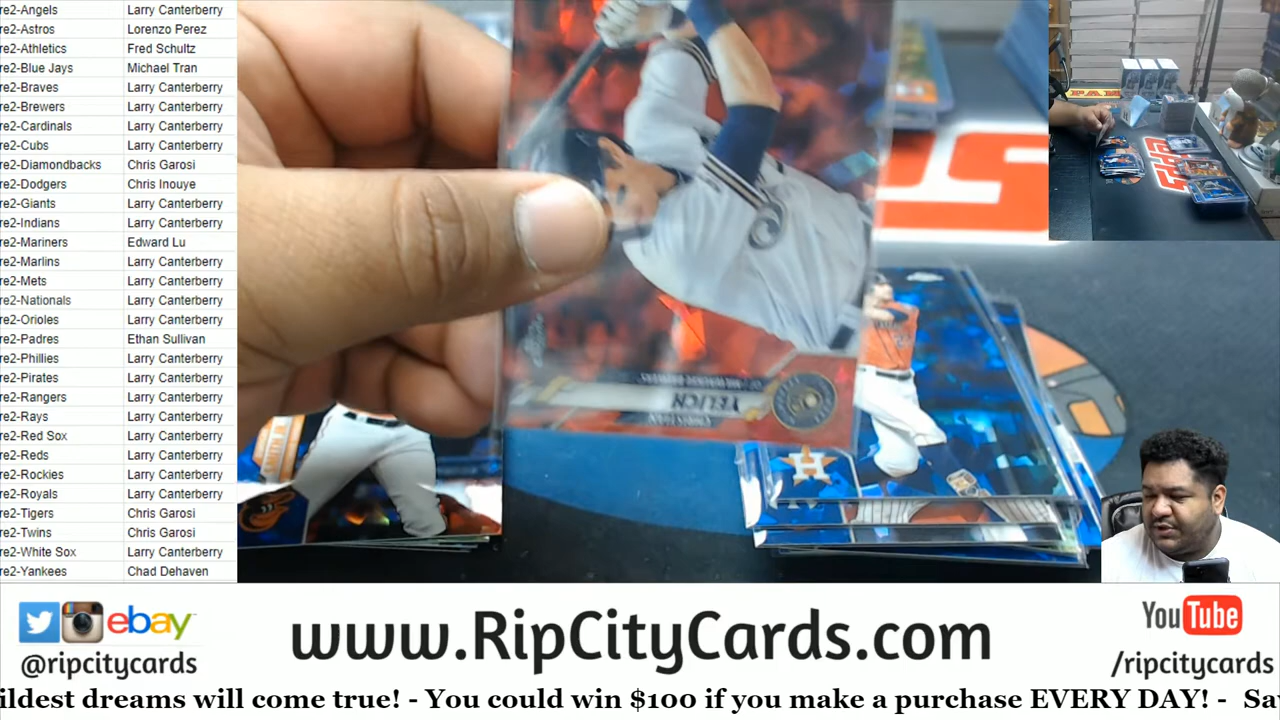 re2-Angels Larry Canterberry
re2-Astros Lorenzo Perez
re2-Athletics Fred Schultz
re2-Blue Jays Michael Tran
re2-Braves Larry Canterberry
re2-Brewers Larry Canterberry
re2-Cardinals Larry Canterberry
re2-Cubs Larry Canterberry
re2-Diamondbacks Chris Garosi
re2-Dodgers Chris Inouye
re2-Giants Larry Canterberry
re2-Indians Larry Canterberry
re2-Mariners Edward Lu
re2-Marlins Larry Canterberry
re2-Mets Larry Canterberry
re2-Nationals Larry Canterberry
re2-Orioles Larry Canterberry
re2-Padres Ethan Sullivan
re2-Phillies Larry Canterberry
re2-Pirates Larry Canterberry
re2-Rangers Larry Canterberry
re2-Rays Larry Canterberry
re2-Red Sox Larry Canterberry
re2-Reds Larry Canterberry
re2-Rockies Larry Canterberry
re2-Royals Larry Canterberry
re2-Tigers Chris Garosi
re2-Twins Chris Garosi
re2-White Sox Larry Canterberry
re2-Yankees Chad Dehaven
CHRISTIAN
YELICH
MILWAUKEE BREWERS
H
ebay
@ripcitycards
www.RipCityCards.com
YouTube
/ripcitycards
ildest dreams will come true! - You could win $100 if you make a purchase EVERY DAY! - Sa